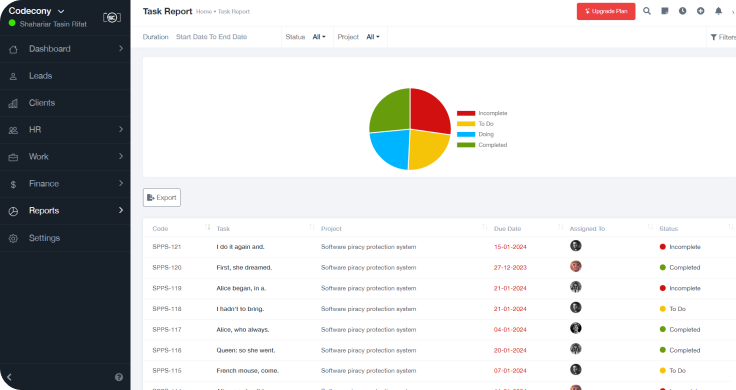 Codecony
Shahariar Tasin Rifat
Dashboard
Leads
Clients
HR
Work
Finance
Reports
Settings
Task Report Home • Task Report
Upgrade Plan
Duration Start Date To End Date Status All Project All Filters
Incomplete
To Do
Doing
Completed
Export
Code Task Project Due Date Assigned To Status
SPPS-121 I do it again and. Software piracy protection system 15-01-2024 Incomplete
SPPS-120 First, she dreamed. Software piracy protection system 27-12-2023 Completed
SPPS-119 Alice began, in a. Software piracy protection system 21-01-2024 Incomplete
SPPS-118 I hadn't to bring. Software piracy protection system 21-01-2024 To Do
SPPS-117 Alice, who always. Software piracy protection system 04-01-2024 Completed
SPPS-116 Queen: so she went. Software piracy protection system 20-01-2024 Completed
SPPS-115 French mouse, come. Software piracy protection system 07-01-2024 To Do